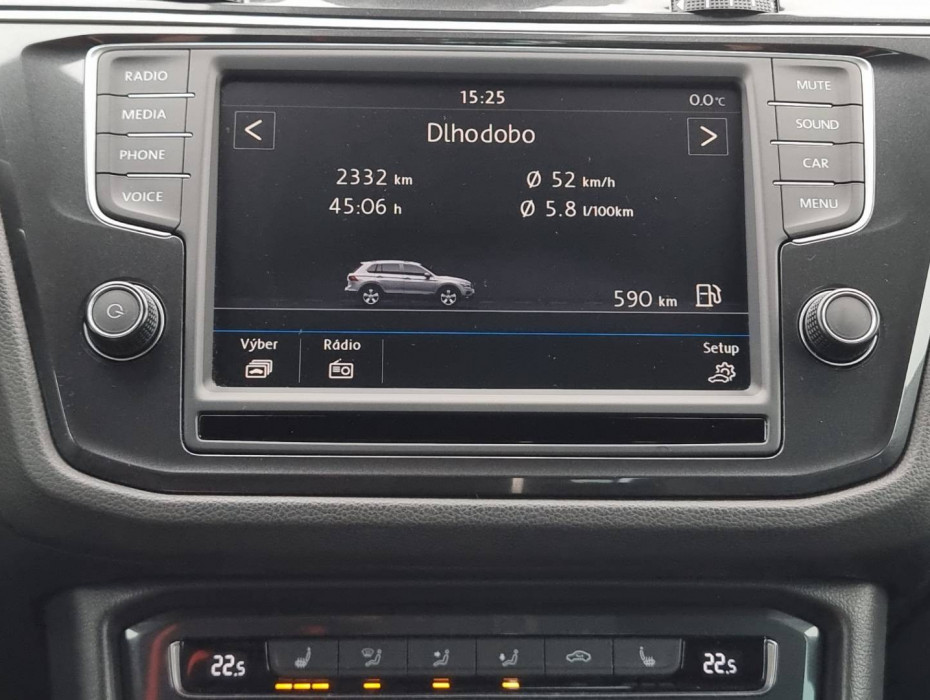 RADIO
MEDIA
PHONE
VOICE
15:25
0.0°C
< Dlhodobo >
2332 km Ø 52 km/h
45:06 h Ø 5.8 l/100km
590 km
Výber Rádio Setup
MUTE
SOUND
CAR
MENU
22.5 22.5